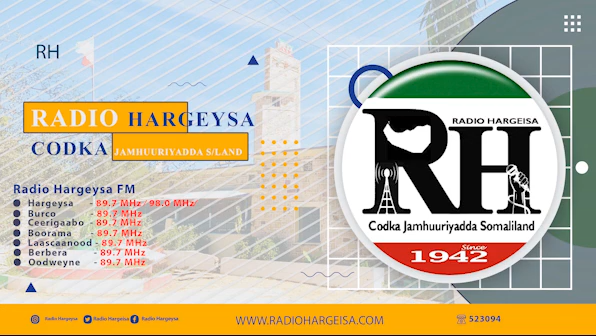 RH
RADIO HARGEYSA
CODKA JAMHUURIYADDA S/LAND
Radio Hargeysa FM
Hargeysa - 89.7 MHz / 98.0 MHz
Burco - 89.7 MHz
Ceerigaabo - 89.7 MHz
Boorama - 89.7 MHz
Laascaanood - 89.7 MHz
Berbera - 89.7 MHz
Oodweyne - 89.7 MHz
RADIO HARGEISA
RH
Codka Jamhuuriyadda Somaliland
Since
1942
Radio Hargeysa Radio Hargeysa Radio Hargeysa
WWW.RADIOHARGEISA.COM
523094